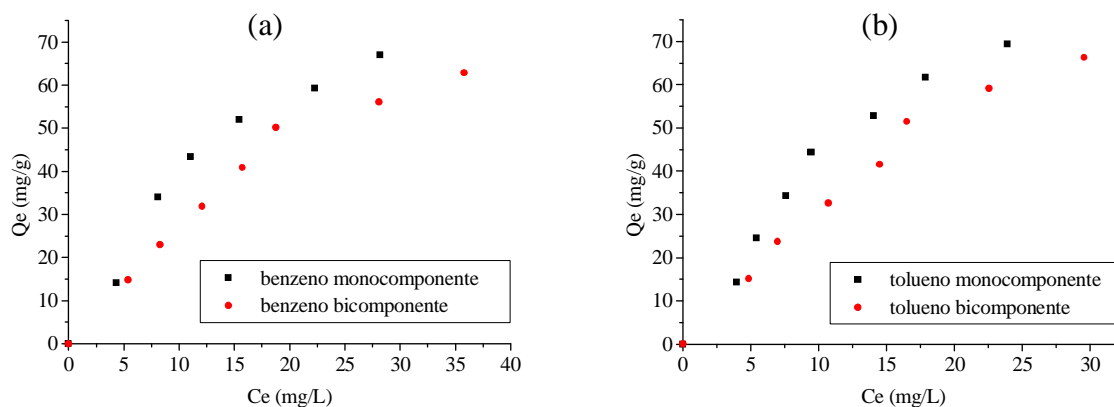 (a)
70
60
50
40
30
20
10
0
Qe (mg/g)
0 5 10 15 20 25 30 35 40
Ce (mg/L)
benzeno monocomponente
benzeno bicomponente
(b)
70
60
50
40
30
20
10
0
Qe (mg/g)
0 5 10 15 20 25 30
Ce (mg/L)
tolueno monocomponente
tolueno bicomponente